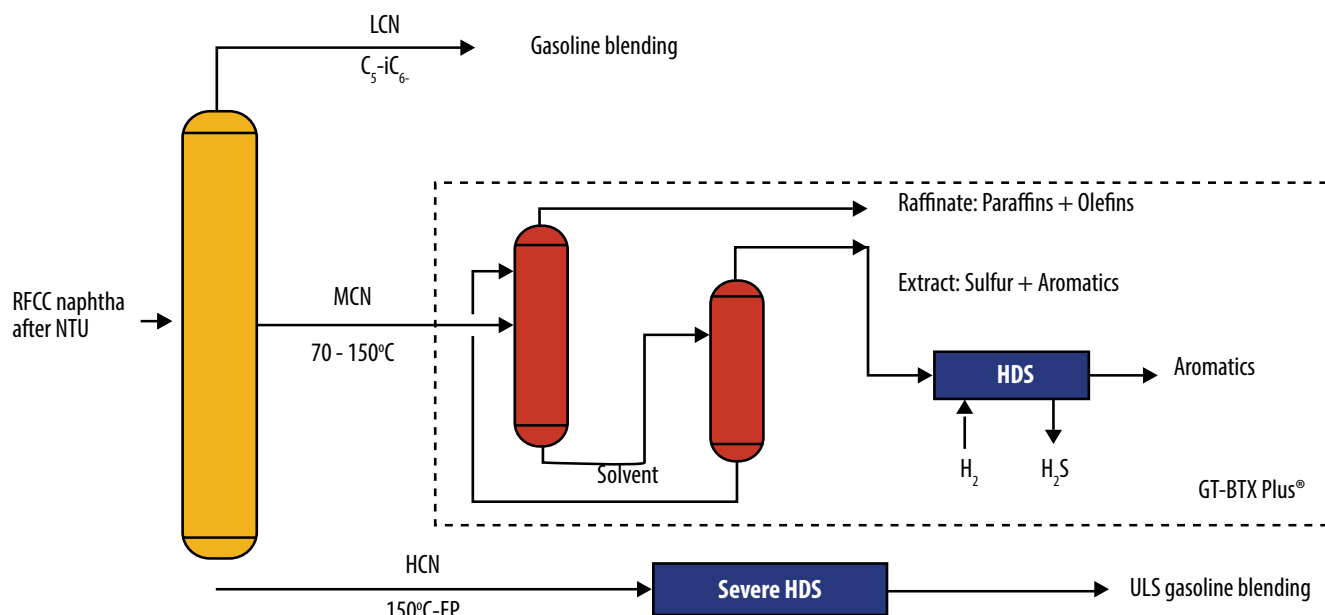 LCN
C₅-iC₆₋
Gasoline blending
Raffinate: Paraffins + Olefins
Extract: Sulfur + Aromatics
RFCC naphtha
after NTU
MCN
70 - 150ºC
HDS
Aromatics
H₂
H₂S
Solvent
GT-BTX Plus®
HCN
150ºC-EP
Severe HDS
ULS gasoline blending